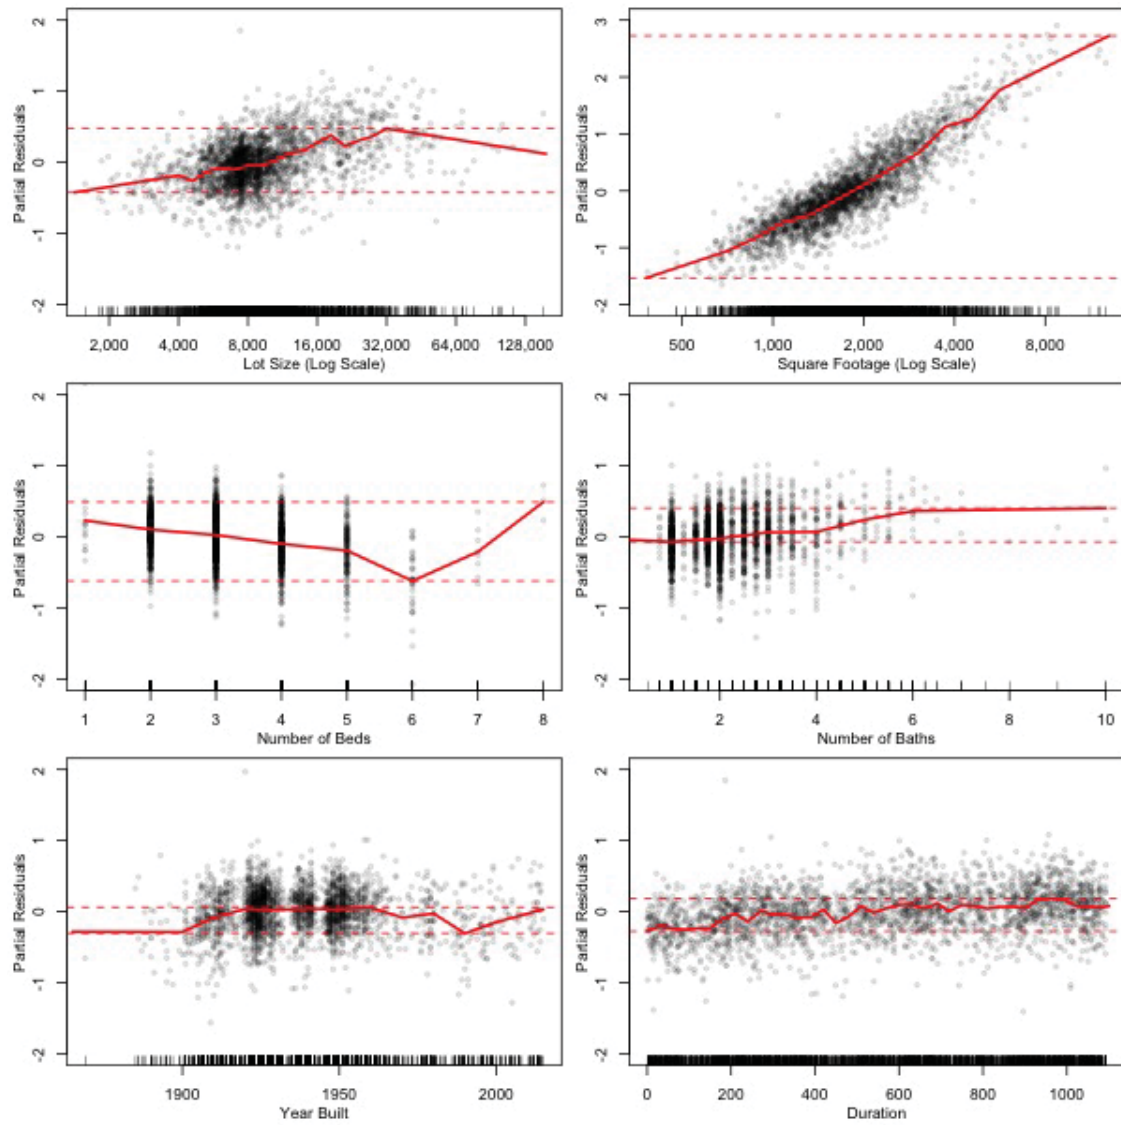 2
1
0
-1
-2
Partial Residuals
2,000 4,000 8,000 16,000 32,000 64,000 128,000
Lot Size (Log Scale)
3
2
1
0
-1
-2
Partial Residuals
500 1,000 2,000 4,000 8,000
Square Footage (Log Scale)
2
1
0
-1
-2
Partial Residuals
1 2 3 4 5 6 7 8
Number of Beds
2
1
0
-1
-2
Partial Residuals
2 4 6 8 10
Number of Baths
2
1
0
-1
-2
Partial Residuals
1900 1950 2000
Year Built
2
1
0
-1
-2
Partial Residuals
0 200 400 600 800 1000
Duration